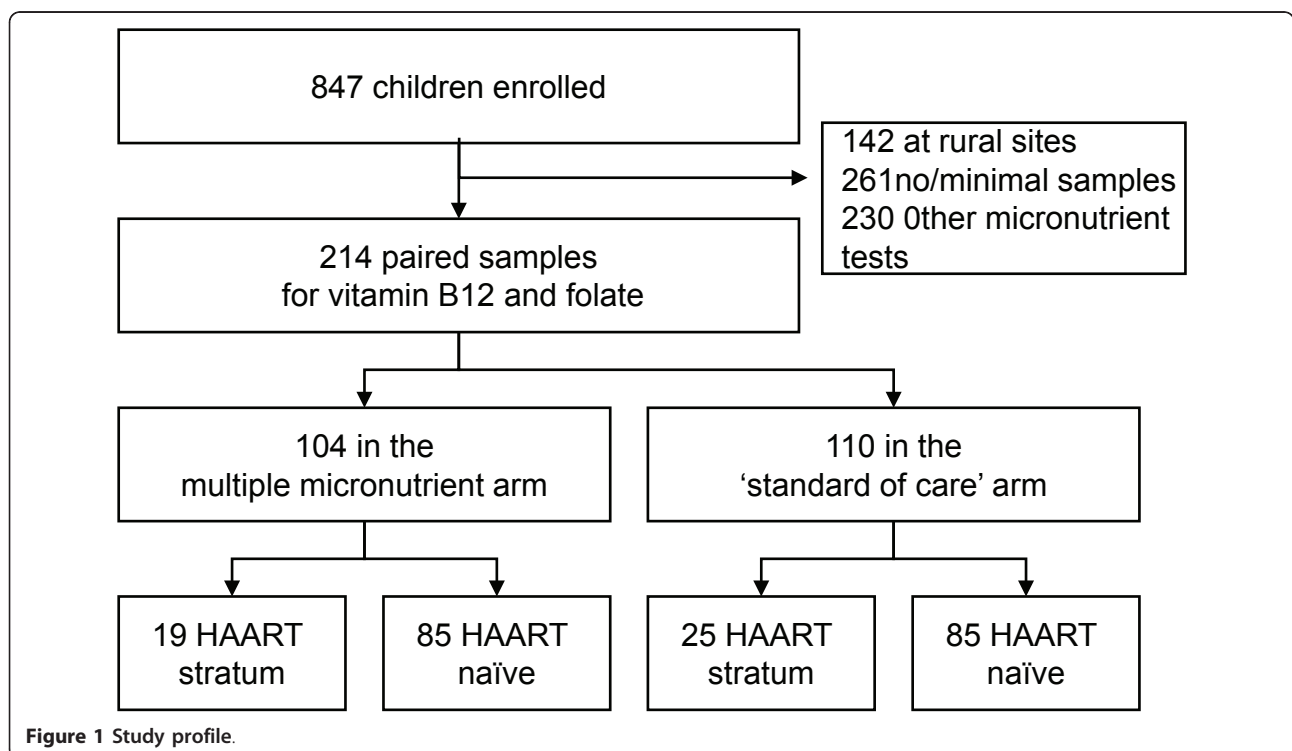 847 children enrolled
142 at rural sites
261no/minimal samples
230 0ther micronutrient
tests
214 paired samples
for vitamin B12 and folate
104 in the
multiple micronutrient arm
110 in the
‘standard of care’ arm
19 HAART
stratum
85 HAART
naïve
25 HAART
stratum
85 HAART
naïve
Figure 1 Study profile.